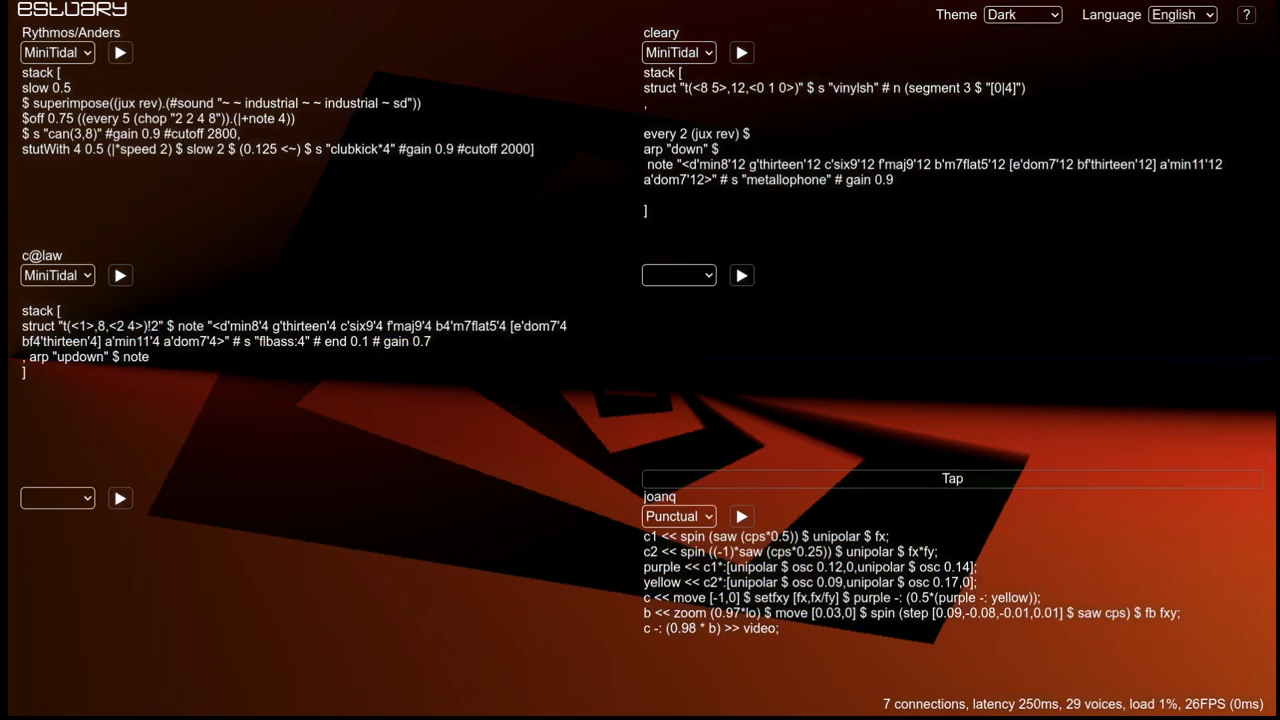 estuary
Theme Dark Language English ?
Rythmos/Anders
MiniTidal
stack [
slow 0.5
$ superimpose((jux rev).(#sound "~ ~ industrial ~ ~ industrial ~ sd"))
$off 0.75 ((every 5 (chop "2 2 4 8")).(|+note 4))
$ s "can(3,8)" #gain 0.9 #cutoff 2800,
stutWith 4 0.5 (|*speed 2) $ slow 2 $ (0.125 <~) $ s "clubkick*4" #gain 0.9 #cutoff 2000]
cleary
MiniTidal
stack [
struct "t(<8 5>,12,<0 1 0>)" $ s "vinylsh" # n (segment 3 $ "[0|4]")
,
every 2 (jux rev) $
arp "down" $
note "<d'min8'12 g'thirteen'12 c'six9'12 f'maj9'12 b'm7flat5'12 [e'dom7'12 bf'thirteen'12] a'min11'12
a'dom7'12>" # s "metallophone" # gain 0.9
]
c@law
MiniTidal
stack [
struct "t(<1>,8,<2 4>)!2" $ note "<d'min8'4 g'thirteen'4 c'six9'4 f'maj9'4 b4'm7flat5'4 [e'dom7'4
bf4'thirteen'4] a'min11'4 a'dom7'4>" # s "flbass:4" # end 0.1 # gain 0.7
, arp "updown" $ note
]
Tap
joanq
Punctual
c1 << spin (saw (cps*0.5)) $ unipolar $ fx;
c2 << spin ((-1)*saw (cps*0.25)) $ unipolar $ fx*fy;
purple << c1*:[unipolar $ osc 0.12,0,unipolar $ osc 0.14];
yellow << c2*:[unipolar $ osc 0.09,unipolar $ osc 0.17,0];
c << move [-1,0] $ setfxy [fx,fx/fy] $ purple -: (0.5*(purple -: yellow));
b << zoom (0.97*lo) $ move [0.03,0] $ spin (step [0.09,-0.08,-0.01,0.01] $ saw cps) $ fb fxy;
c -: (0.98 * b) >> video;
7 connections, latency 250ms, 29 voices, load 1%, 26FPS (0ms)